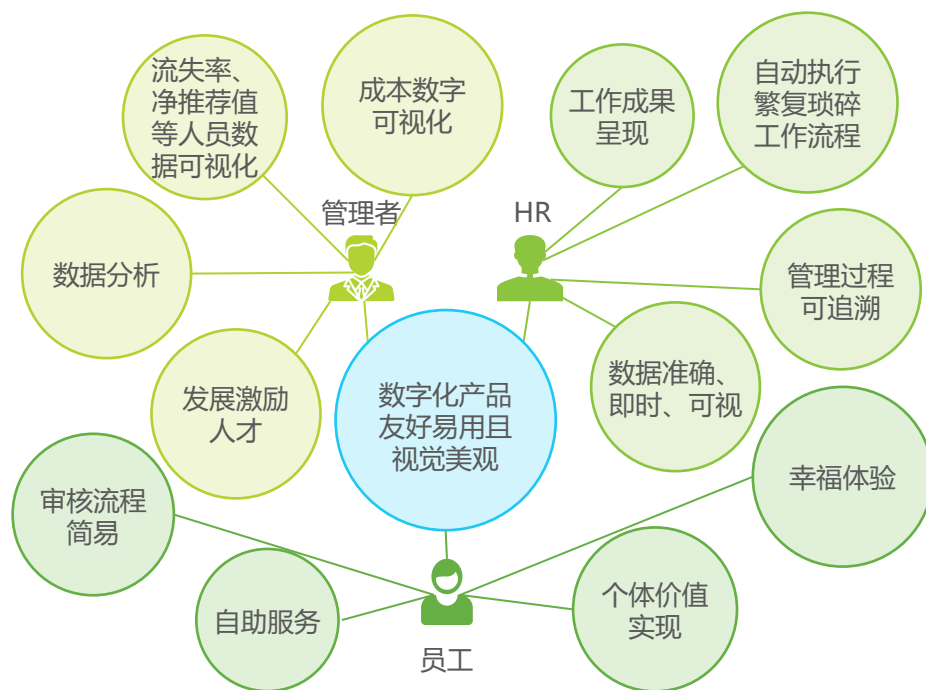 流失率、
净推荐值
等人员数
据可视化
成本数字
可视化
工作成果
呈现
自动执行
繁复琐碎
工作流程
管理者
HR
数据分析
管理过程
可追溯
发展激励
人才
数字化产品
友好易用且
视觉美观
数据准确、
即时、可视
审核流程
简易
幸福体验
自助服务
个体价值
实现
员工